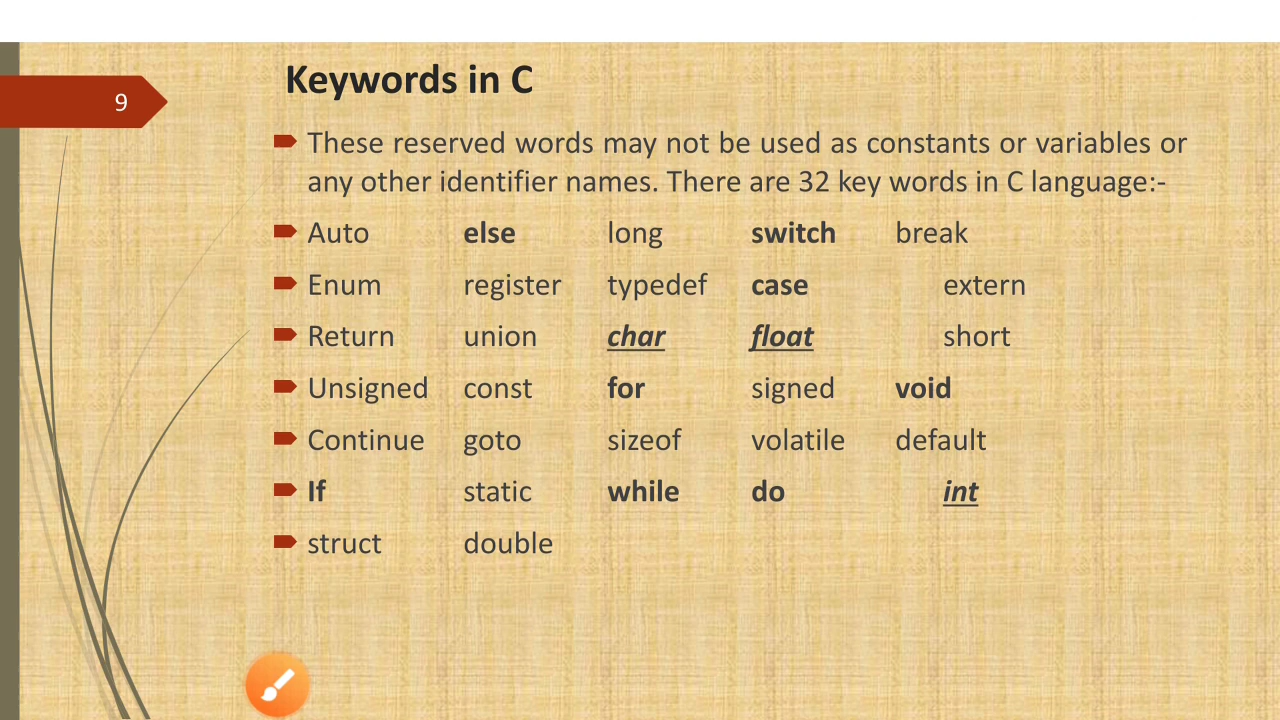 Keywords in C
9
These reserved words may not be used as constants or variables or
any other identifier names. There are 32 key words in C language:-
Auto else long switch break
Enum register typedef case extern
Return union char float short
Unsigned const for signed void
Continue goto sizeof volatile default
If static while do int
struct double